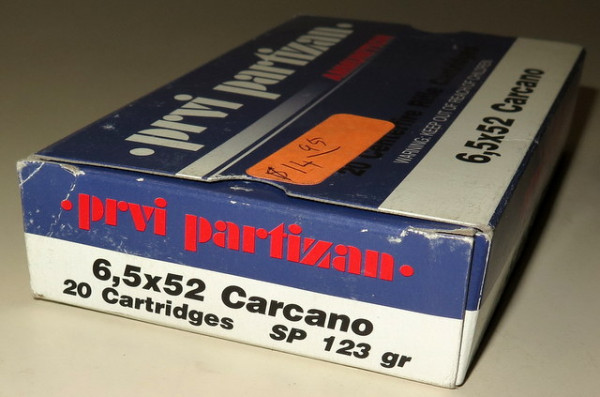 ·prvi partizan·
AMMUNITION
20 Centerfire Rifle Cartridges
WARNING: KEEP OUT OF REACH OF CHILDREN
6,5x52 Carcano
$14.95
·prvi partizan·
6,5x52 Carcano
20 Cartridges SP 123 gr